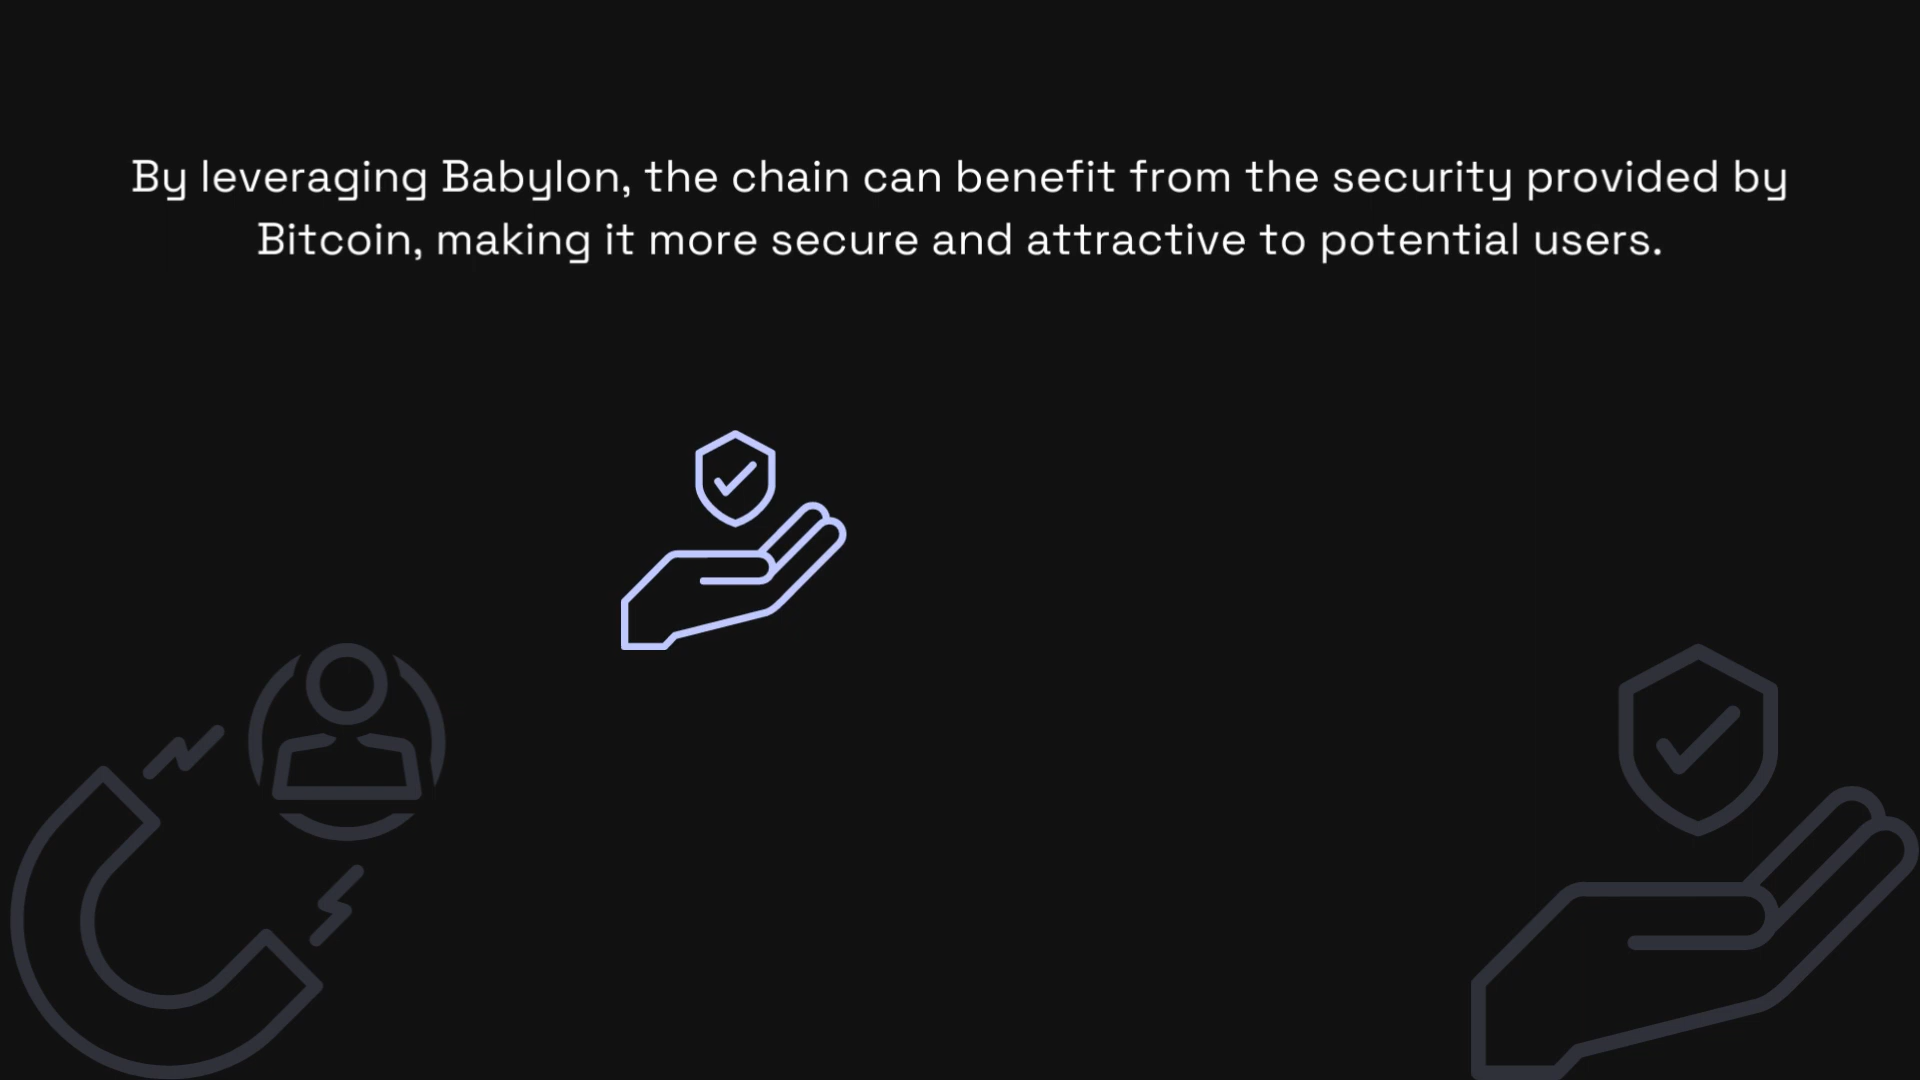 By leveraging Babylon, the chain can benefit from the security provided by
Bitcoin, making it more secure and attractive to potential users.